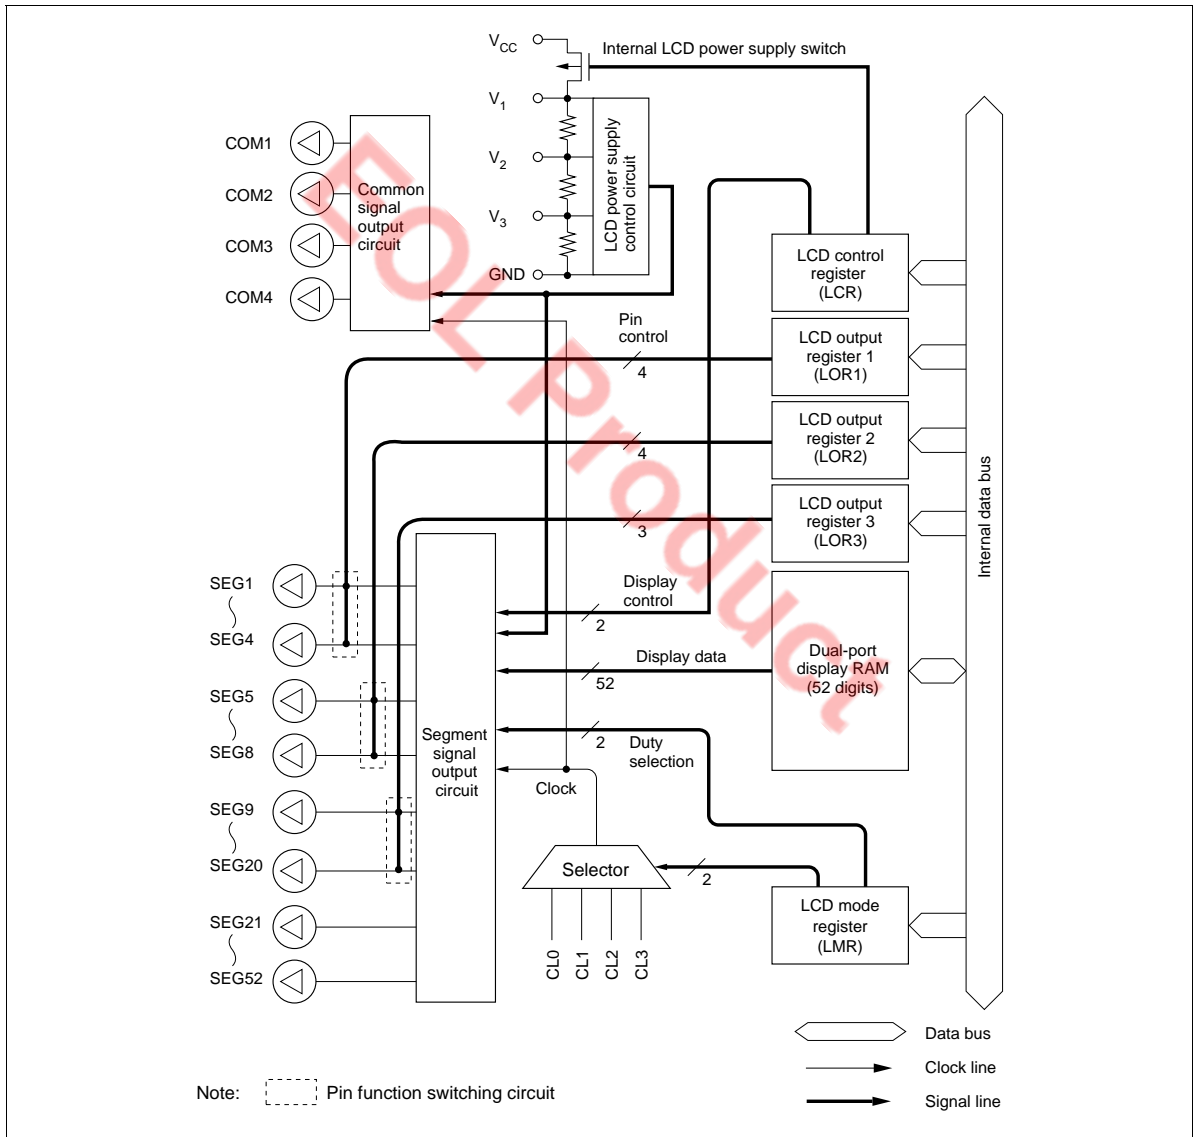 V_CC
Internal LCD power supply switch
V_1
V_2
V_3
GND
LCD power supply
control circuit
COM1
COM2
COM3
COM4
Common
signal
output
circuit
LCD control
register
(LCR)
Pin
control
4
LCD output
register 1
(LOR1)
4
LCD output
register 2
(LOR2)
3
LCD output
register 3
(LOR3)
Internal data bus
SEG1
SEG4
SEG5
SEG8
SEG9
SEG20
SEG21
SEG52
Segment
signal
output
circuit
Display
control
2
Display data
52
Dual-port
display RAM
(52 digits)
2
Duty
selection
Clock
Selector
2
CL0
CL1
CL2
CL3
LCD mode
register
(LMR)
Data bus
Clock line
Signal line
Note:
Pin function switching circuit
EOL Product